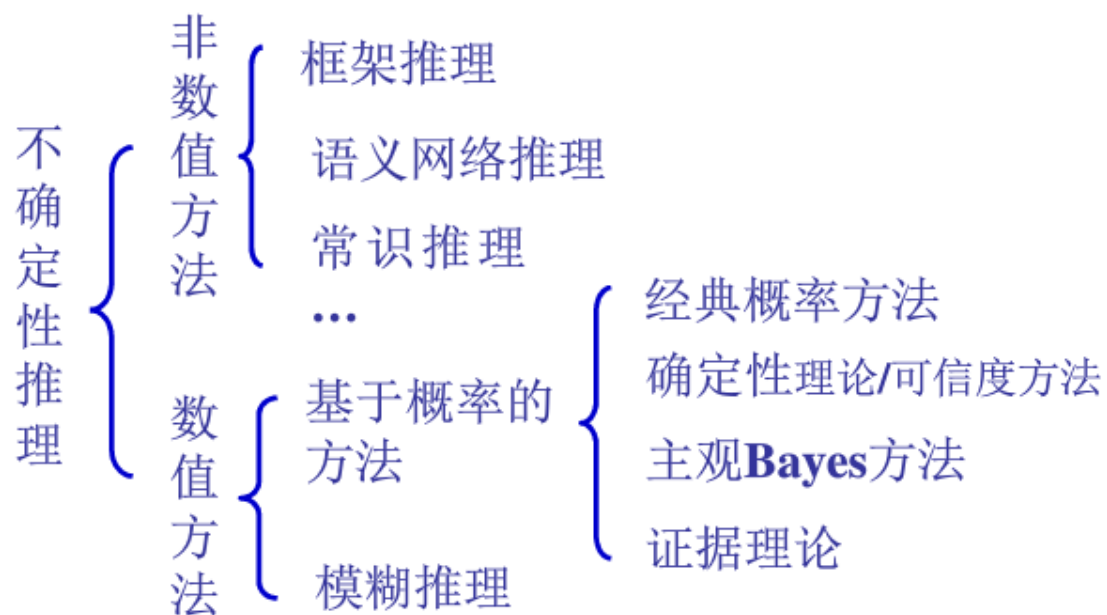 不确定性推理
非数值方法
框架推理
语义网络推理
常识推理
...
数值方法
基于概率的
方法
经典概率方法
确定性理论/可信度方法
主观Bayes方法
证据理论
模糊推理